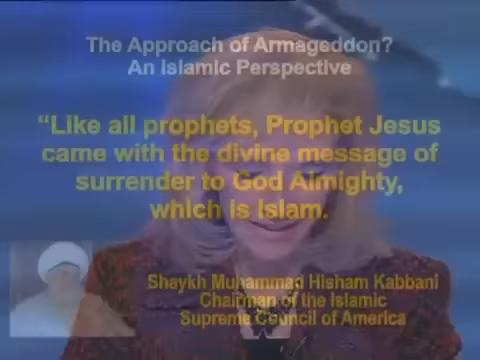 The Approach of Armageddon?
An Islamic Perspective
“Like all prophets, Prophet Jesus
came with the divine message of
surrender to God Almighty,
which is Islam.
Shaykh Muhammad Hisham Kabbani
Chairman of the Islamic
Supreme Council of America